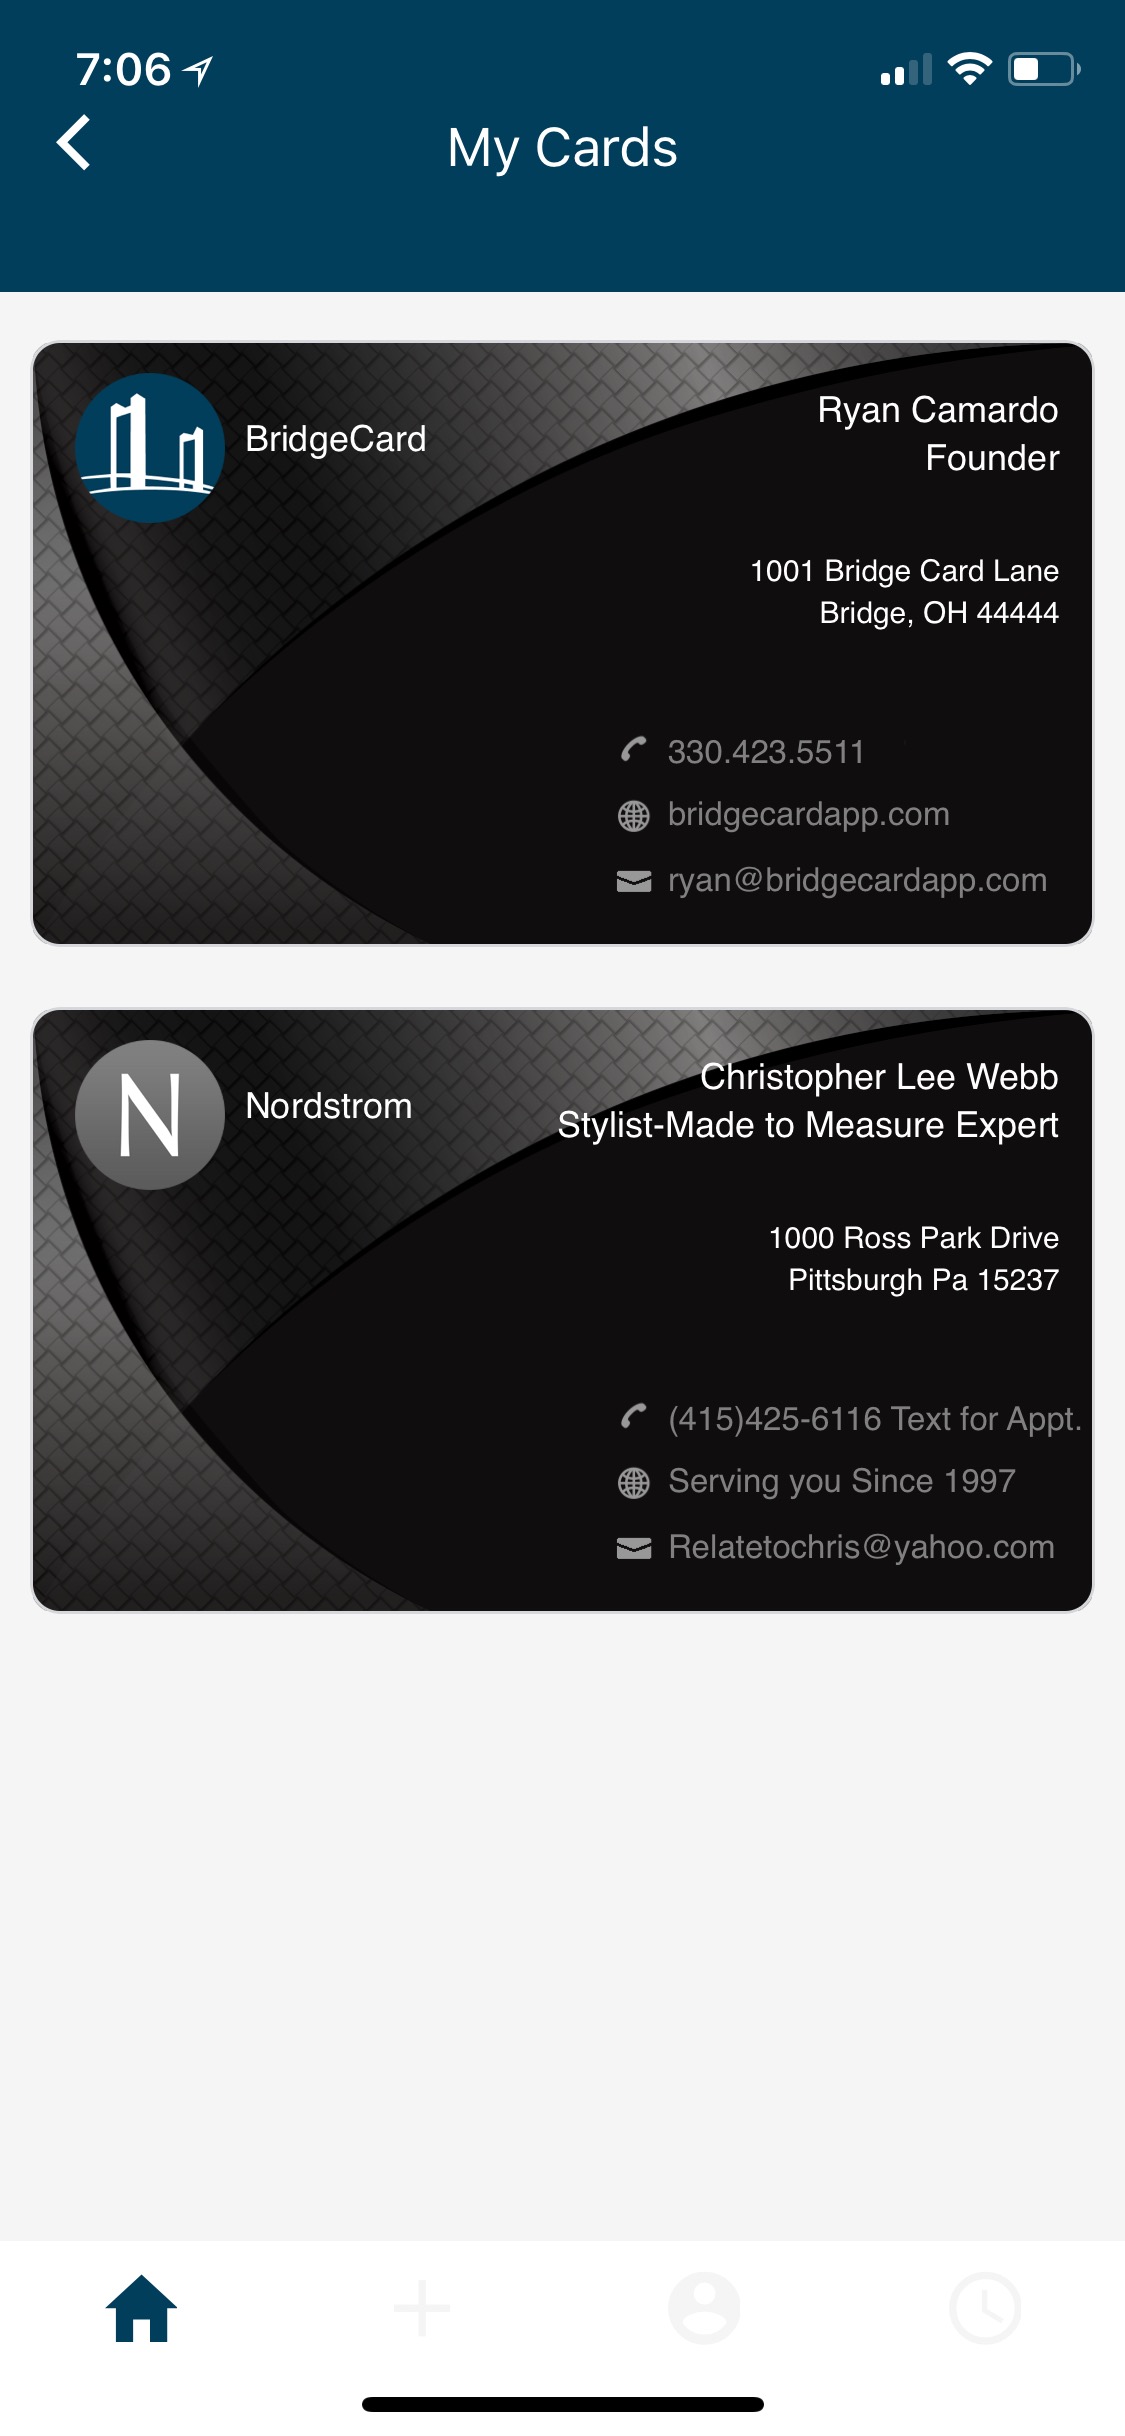 7:06
My Cards
BridgeCard
Ryan Camardo
Founder
1001 Bridge Card Lane
Bridge, OH 44444
330.423.5511
bridgecardapp.com
ryan@bridgecardapp.com
N
Nordstrom
Christopher Lee Webb
Stylist-Made to Measure Expert
1000 Ross Park Drive
Pittsburgh Pa 15237
(415)425-6116 Text for Appt.
Serving you Since 1997
Relatetochris@yahoo.com